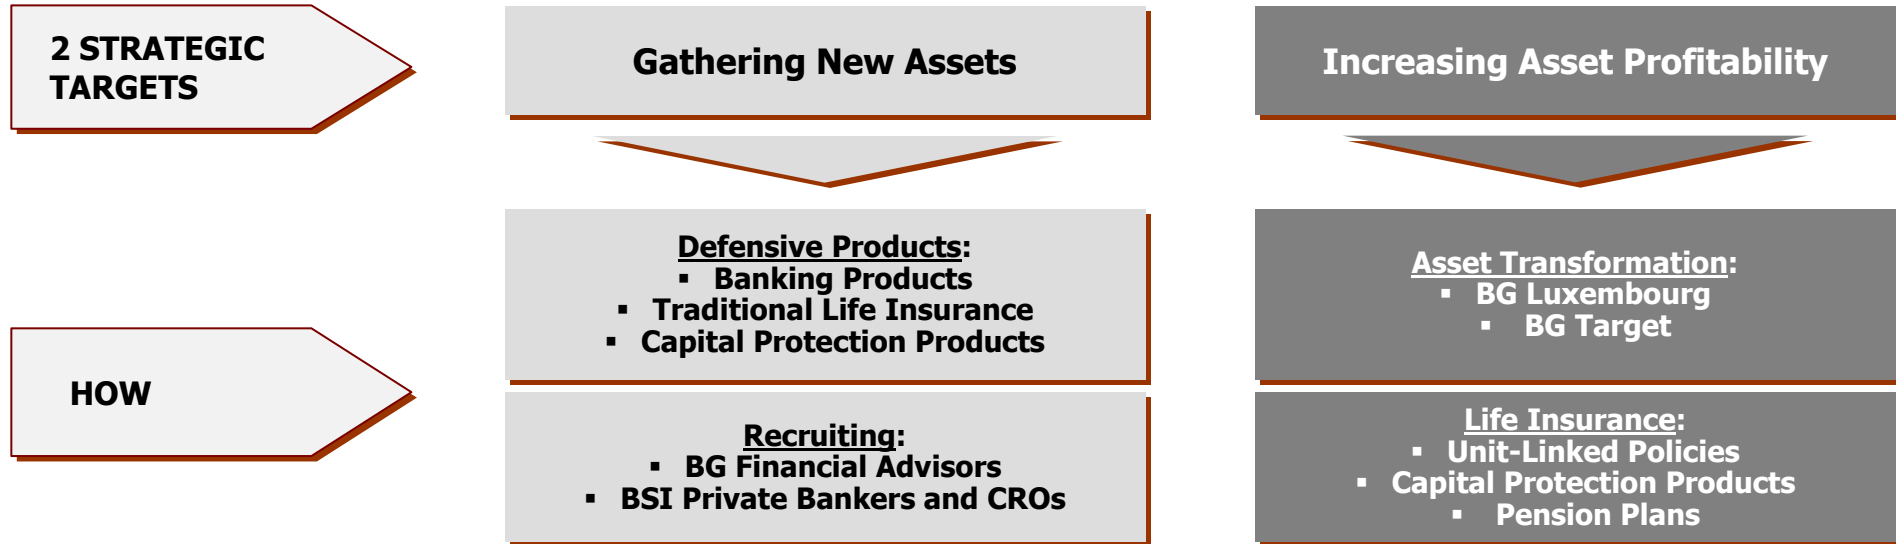 2 STRATEGIC
TARGETS
Gathering New Assets
Increasing Asset Profitability
HOW
Defensive Products:
▪ Banking Products
▪ Traditional Life Insurance
▪ Capital Protection Products
Recruiting:
▪ BG Financial Advisors
▪ BSI Private Bankers and CROs
Asset Transformation:
▪ BG Luxembourg
▪ BG Target
Life Insurance:
▪ Unit-Linked Policies
▪ Capital Protection Products
▪ Pension Plans